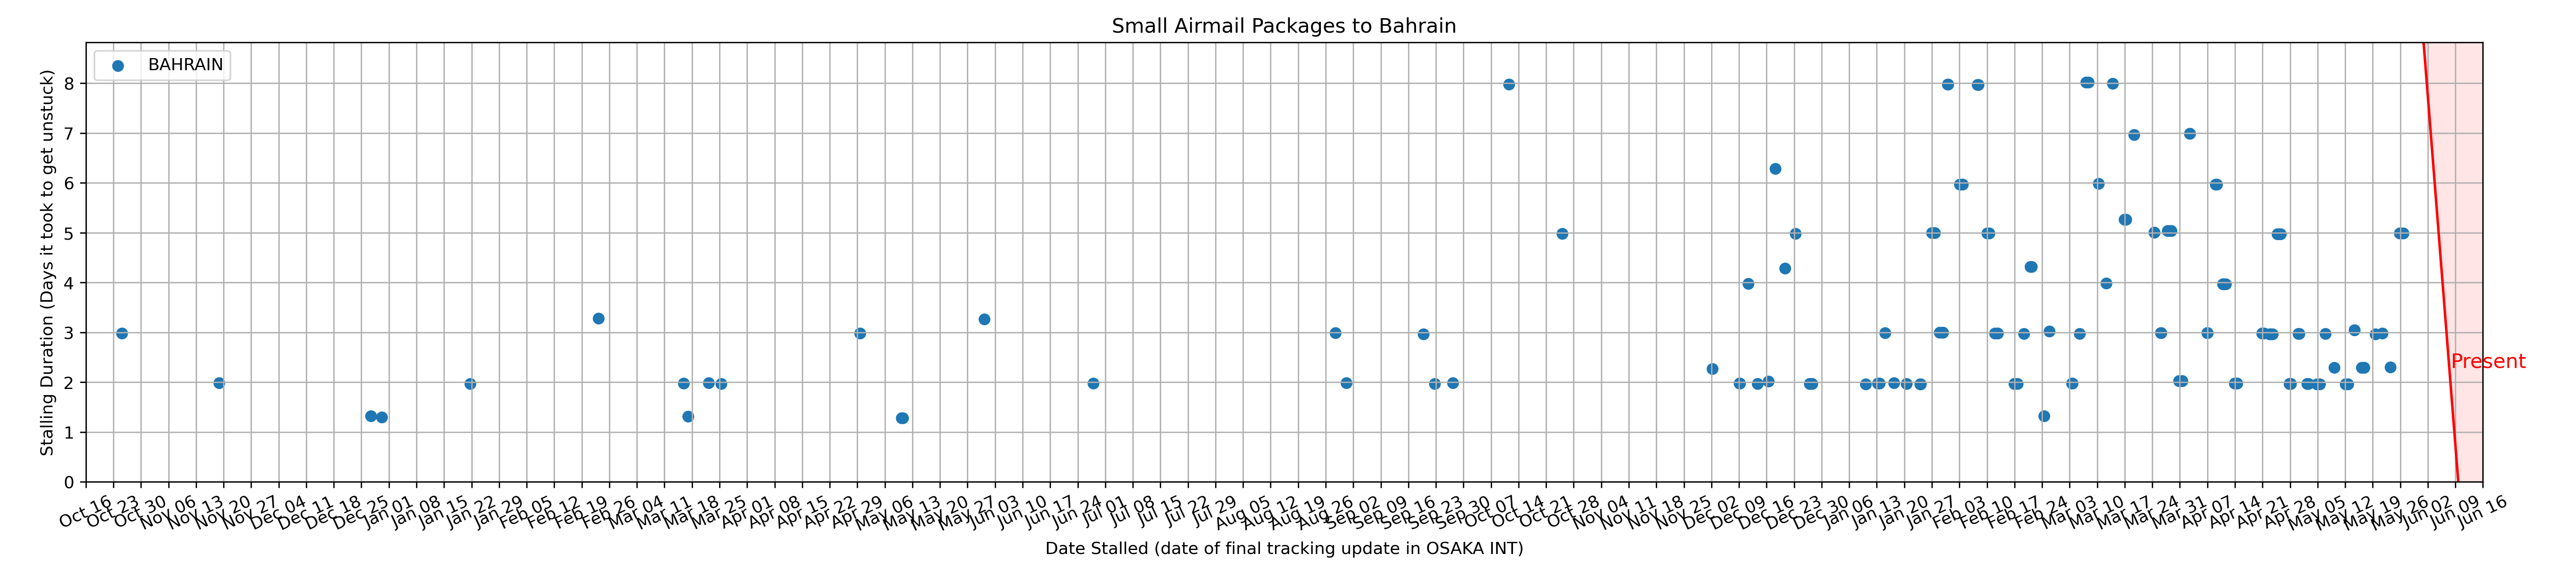 Small Airmail Packages to Bahrain
BAHRAIN
Stalling Duration (Days it took to get unstuck)
8
7
6
5
4
3
2
1
0
Present
Oct 16 Oct 23 Oct 30 Nov 06 Nov 13 Nov 20 Nov 27 Dec 04 Dec 11 Dec 18 Dec 25 Jan 01 Jan 08 Jan 15 Jan 22 Jan 29 Feb 05 Feb 12 Feb 19 Feb 26 Mar 04 Mar 11 Mar 18 Mar 25 Apr 01 Apr 08 Apr 15 Apr 22 Apr 29 May 06 May 13 May 20 May 27 Jun 03 Jun 10 Jun 17 Jun 24 Jul 01 Jul 08 Jul 15 Jul 22 Jul 29 Aug 05 Aug 12 Aug 19 Aug 26 Sep 02 Sep 09 Sep 16 Sep 23 Sep 30 Oct 07 Oct 14 Oct 21 Oct 28 Nov 04 Nov 11 Nov 18 Nov 25 Dec 02 Dec 09 Dec 16 Dec 23 Dec 30 Jan 06 Jan 13 Jan 20 Jan 27 Feb 03 Feb 10 Feb 17 Feb 24 Mar 03 Mar 10 Mar 17 Mar 24 Mar 31 Apr 07 Apr 14 Apr 21 Apr 28 May 05 May 12 May 19 May 26 Jun 02 Jun 09 Jun 16
Date Stalled (date of final tracking update in OSAKA INT)